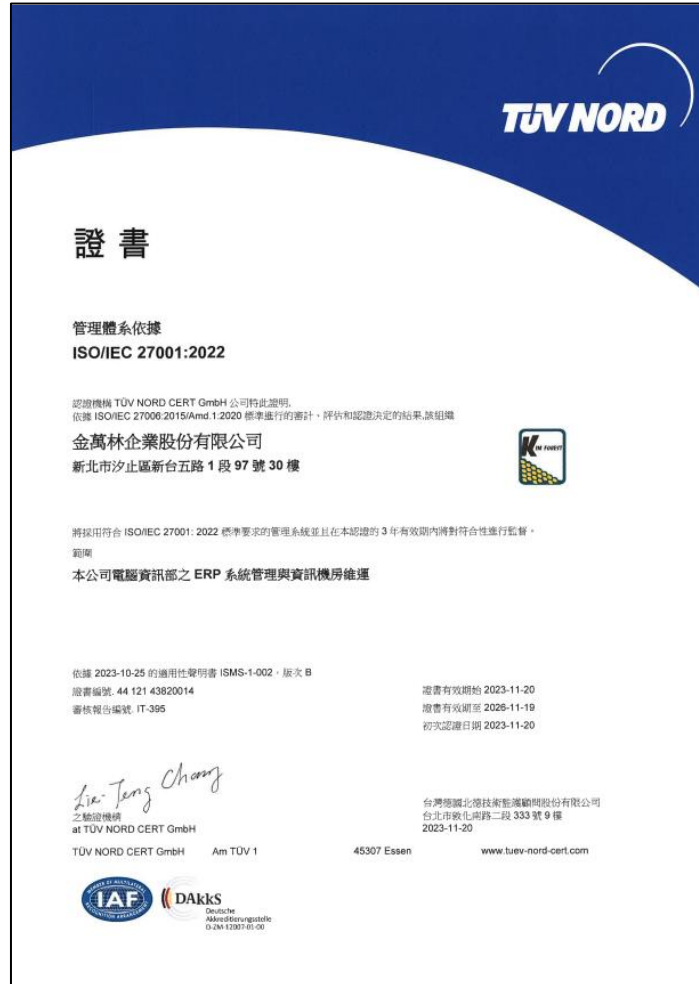 TÜV NORD
證書
管理體系依據
ISO/IEC 27001:2022
認證機構 TÜV NORD CERT GmbH 公司特此證明,
依據 ISO/IEC 27006:2015/Amd.1:2020 標準進行的審計、評估和認證決定的結果,該組織
金萬林企業股份有限公司
新北市汐止區新台五路 1 段 97 號 30 樓
KIM FOREST
將採用符合 ISO/IEC 27001: 2022 標準要求的管理系統並且在本認證的 3 年有效期內將對符合性進行監督。
範圍
本公司電腦資訊部之 ERP 系統管理與資訊機房維運
依據 2023-10-25 的適用性聲明書 ISMS-1-002,版次 B
證書編號. 44 121 43820014
審核報告編號. IT-395
證書有效期始 2023-11-20
證書有效期至 2026-11-19
初次認證日期 2023-11-20
Lie-Teng Chang
之驗證機構
at TÜV NORD CERT GmbH
台灣德國北德技術監護顧問股份有限公司
台北市敦化南路二段 333 號 9 樓
2023-11-20
TÜV NORD CERT GmbH Am TÜV 1 45307 Essen www.tuev-nord-cert.com
MEMBER OF MULTILATERAL
RECOGNITION ARRANGEMENT
IAF
DAkkS
Deutsche
Akkreditierungsstelle
D-ZM-12007-01-00